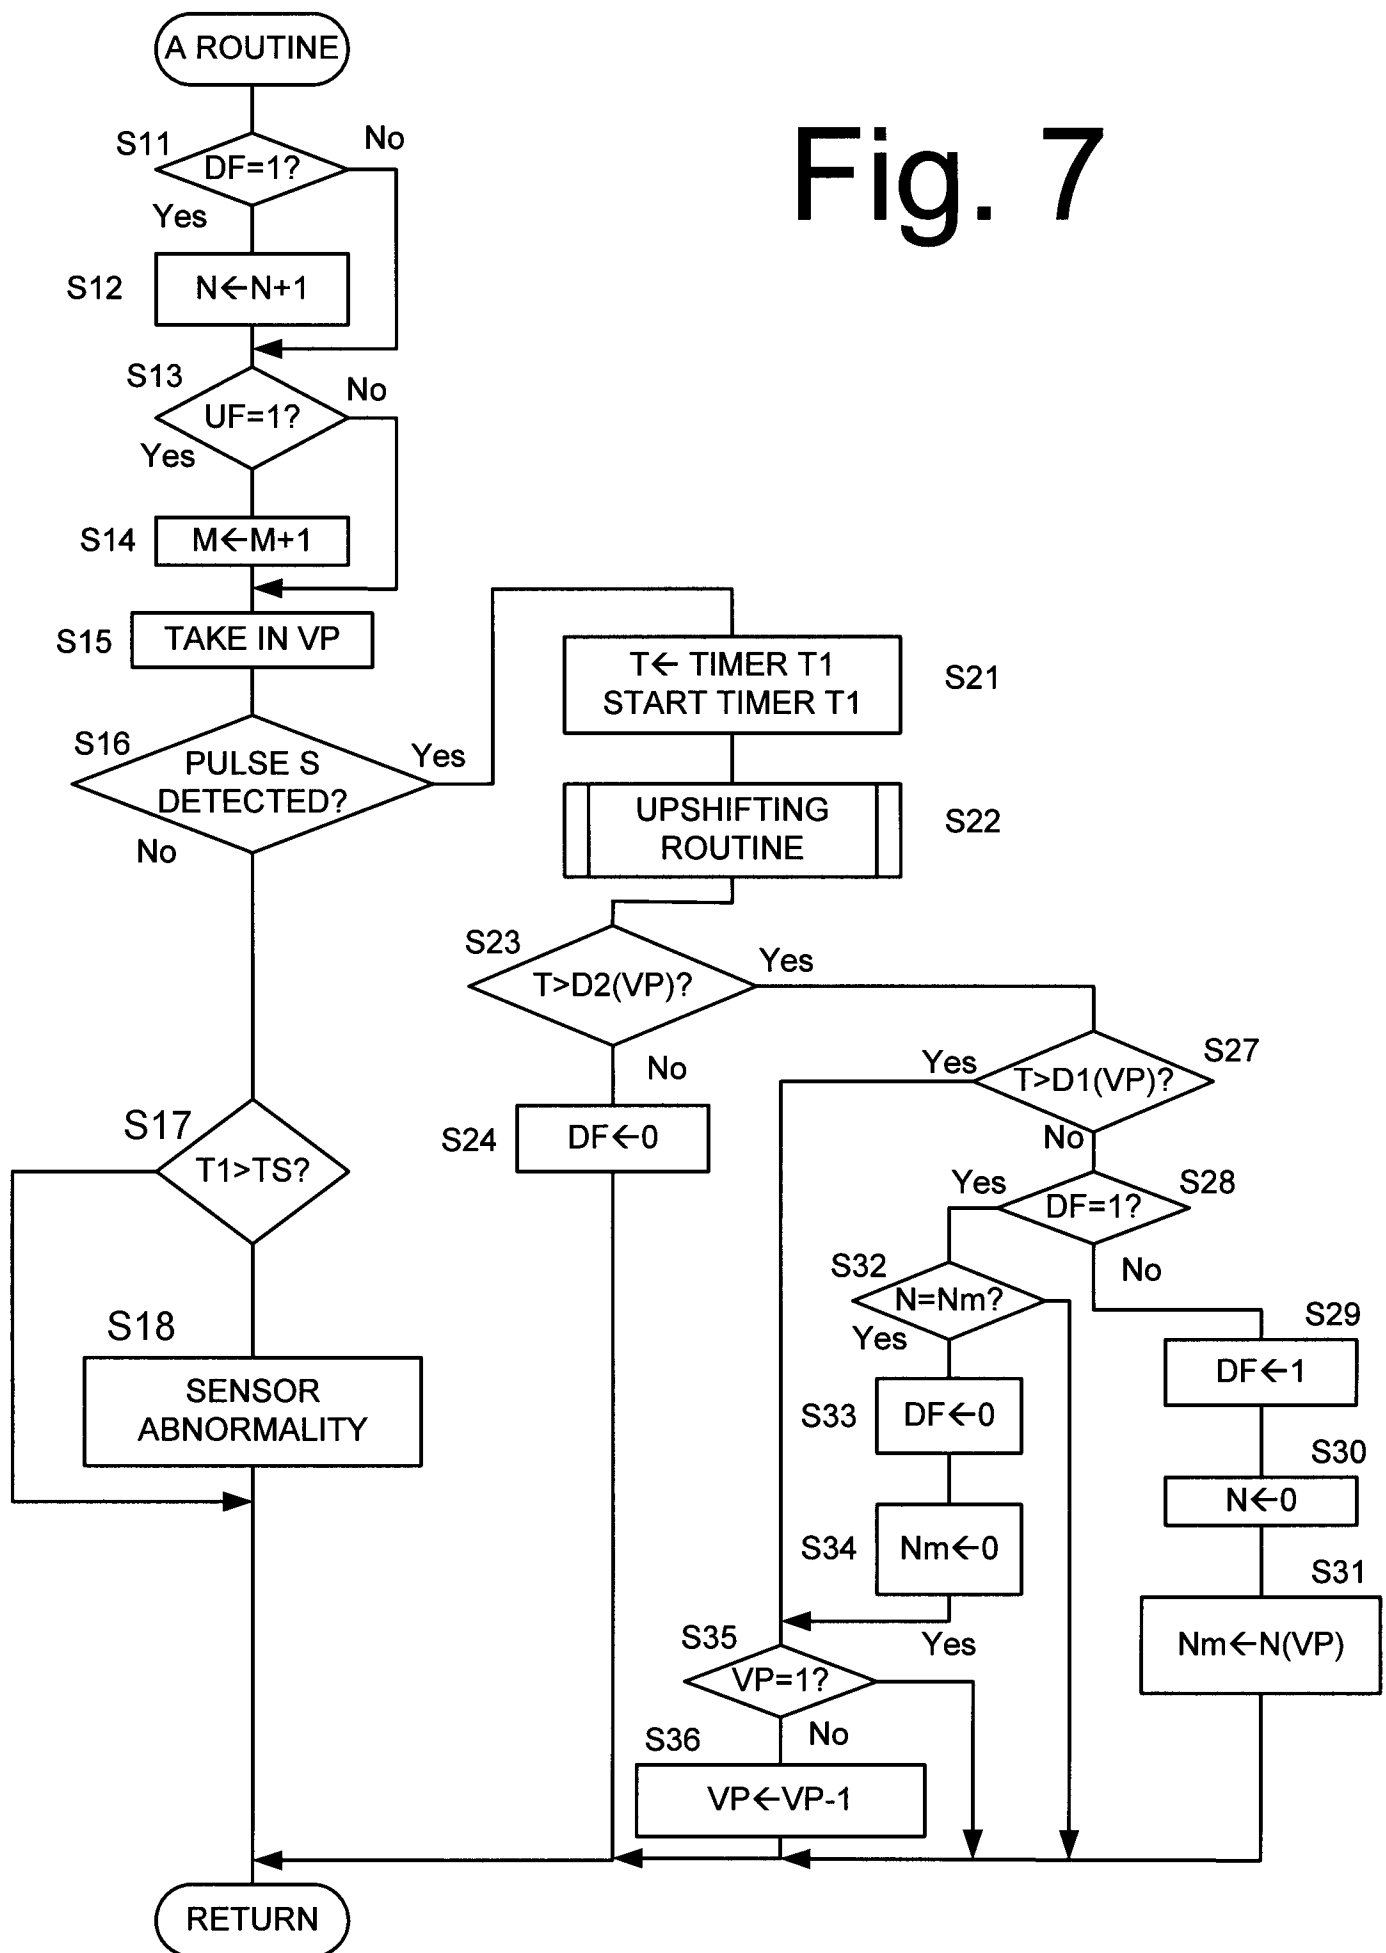 A ROUTINE
Fig. 7
S11
DF=1?
No
Yes
S12
N←N+1
S13
UF=1?
No
Yes
S14
M←M+1
S15
TAKE IN VP
S16
PULSE S
DETECTED?
Yes
No
S17
T1>TS?
S18
SENSOR
ABNORMALITY
T← TIMER T1
START TIMER T1
S21
UPSHIFTING
ROUTINE
S22
S23
T>D2(VP)?
Yes
No
S24
DF←0
S27
T>D1(VP)?
Yes
No
S28
DF=1?
Yes
No
S32
N=Nm?
Yes
S33
DF←0
S34
Nm←0
S29
DF←1
S30
N←0
S31
Nm←N(VP)
S35
VP=1?
Yes
No
S36
VP←VP-1
RETURN